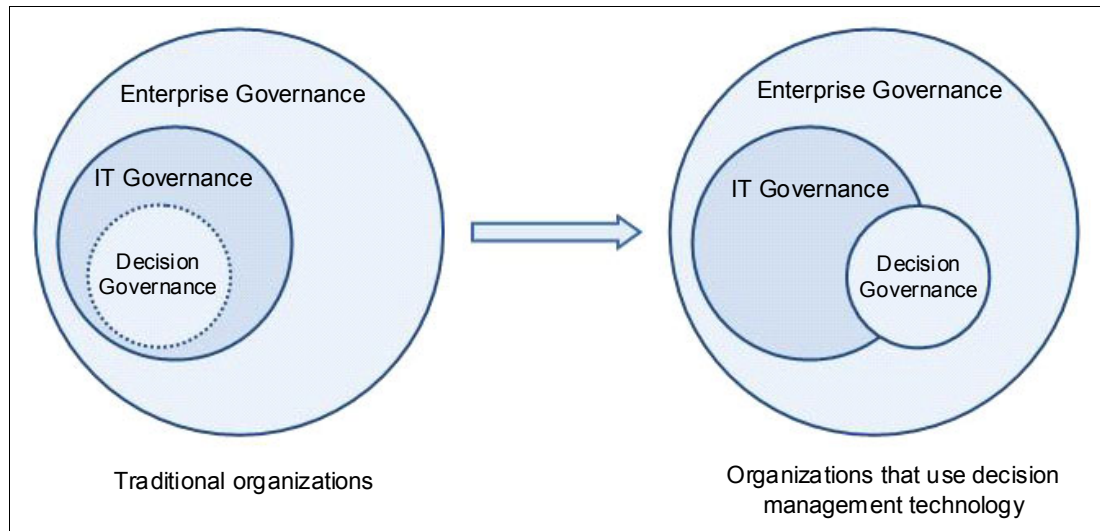 Enterprise Governance
IT Governance
Decision
Governance
Traditional organizations
Enterprise Governance
IT Governance
Decision
Governance
Organizations that use decision
management technology